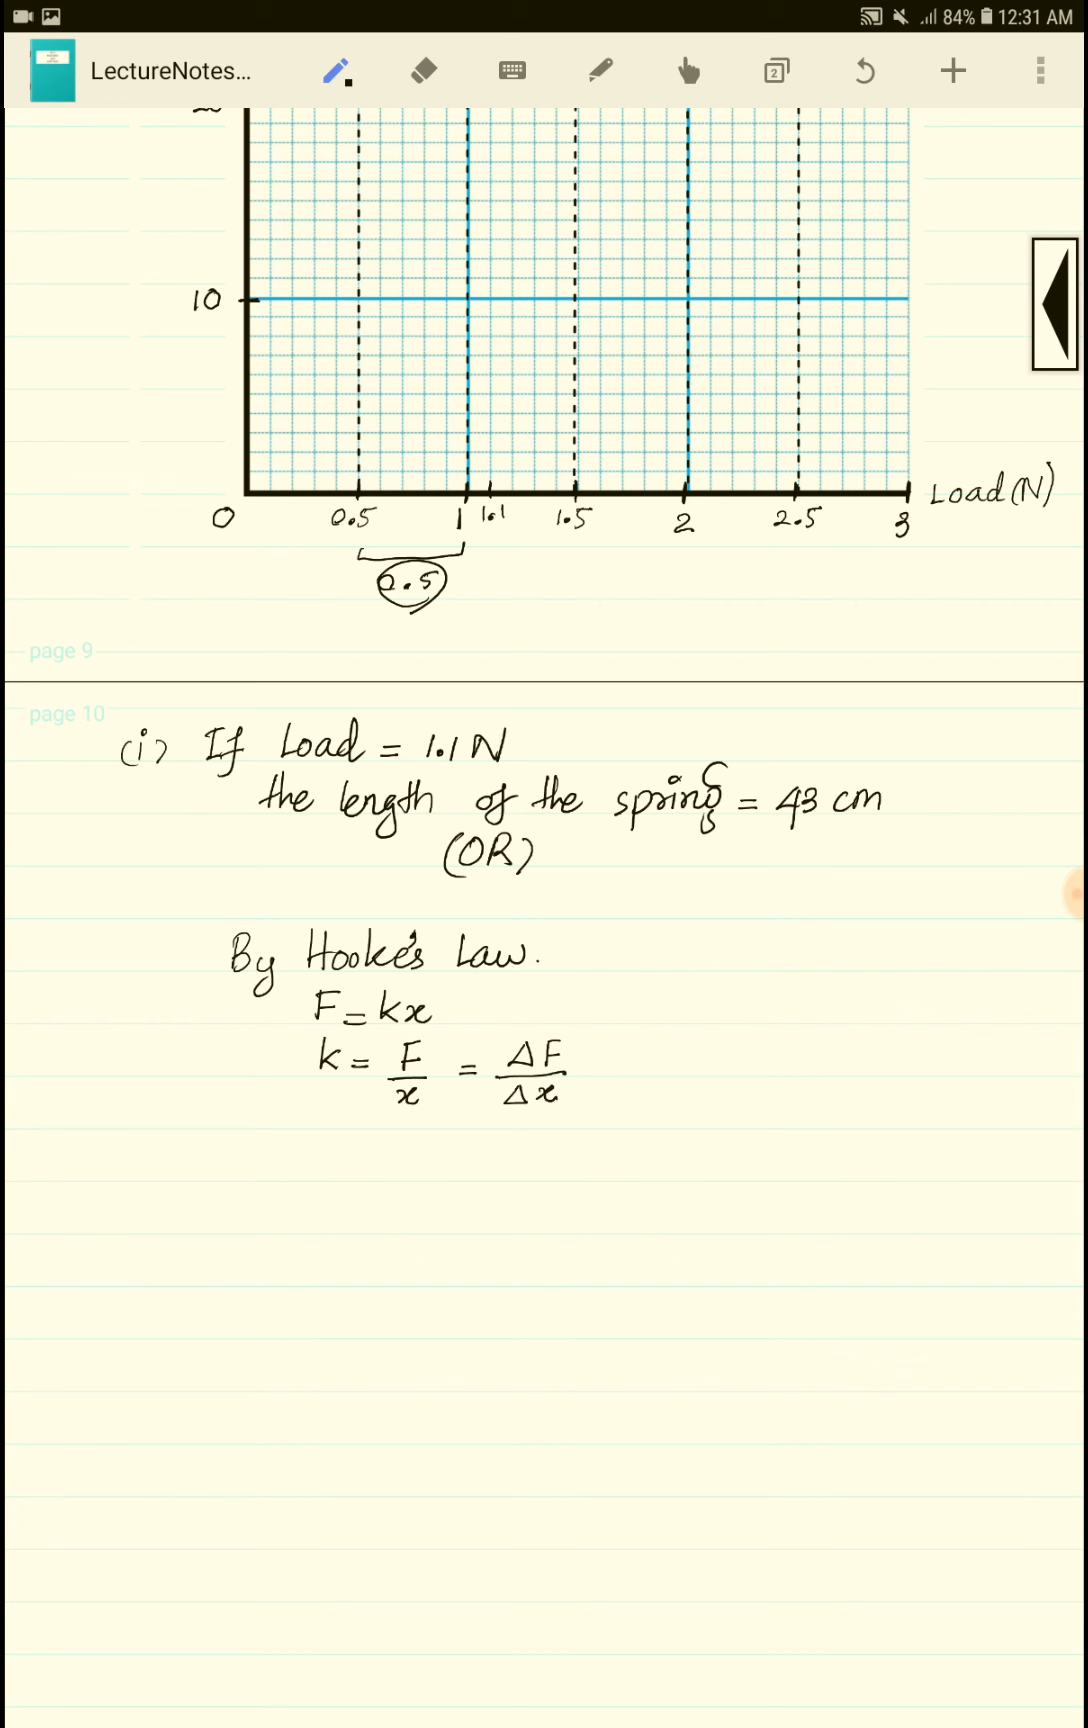 84% 12:31 AM
LectureNotes...
2
10
Load (N)
0 0.5 1 1.1 1.5 2 2.5 3
0.5
page 9
page 10
(i) If Load = 1.1 N
the length of the spring = 43 cm
(OR)
By Hooke's Law.
F = kx
k = F/x = ΔF/Δx